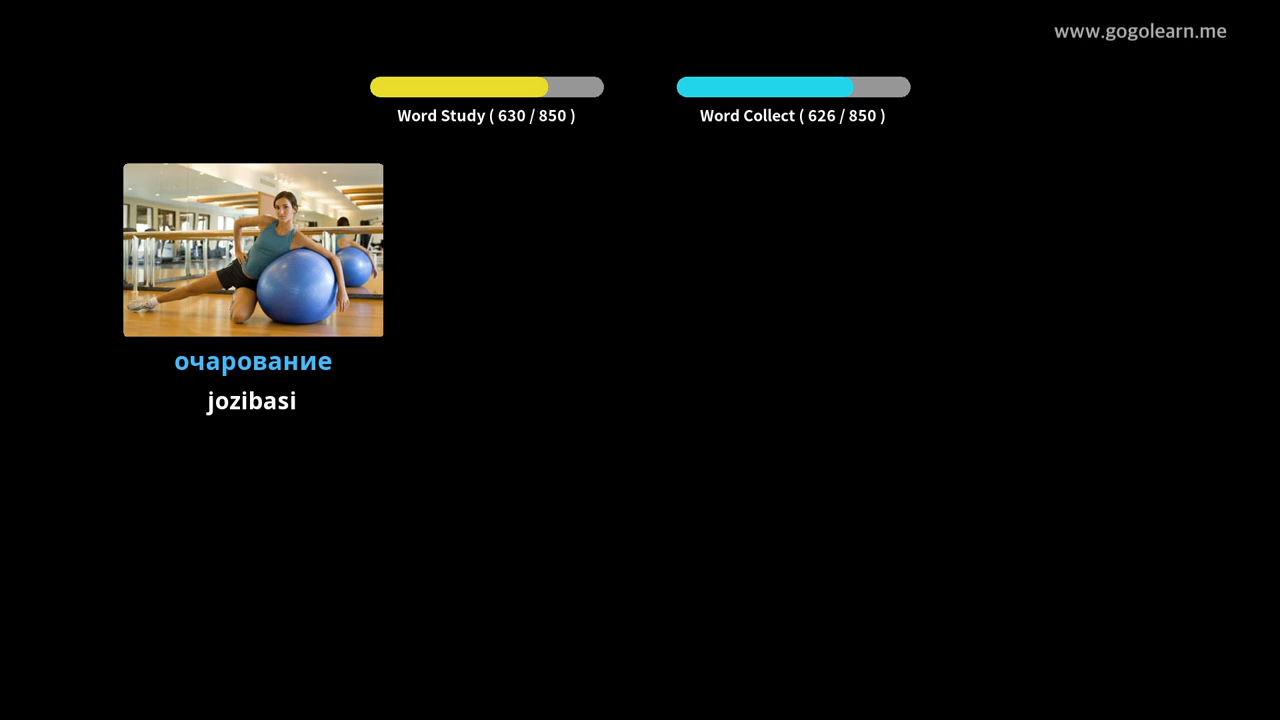 www.gogolearn.me
Word Study ( 630 / 850 )
Word Collect ( 626 / 850 )
очарование
jozibasi